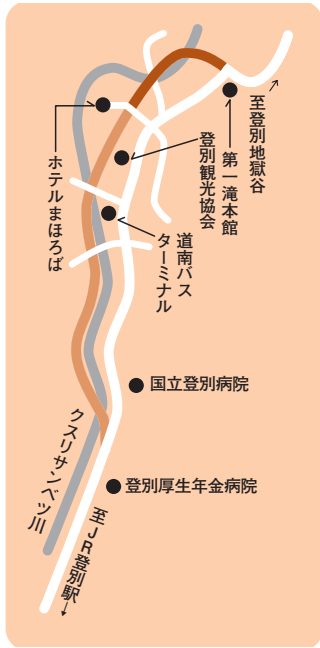 至登別地獄谷
第一滝本館
登別観光協会
ホテルまほろば
道南バス
ターミナル
国立登別病院
クスリサンベツ川
登別厚生年金病院
至JR登別駅